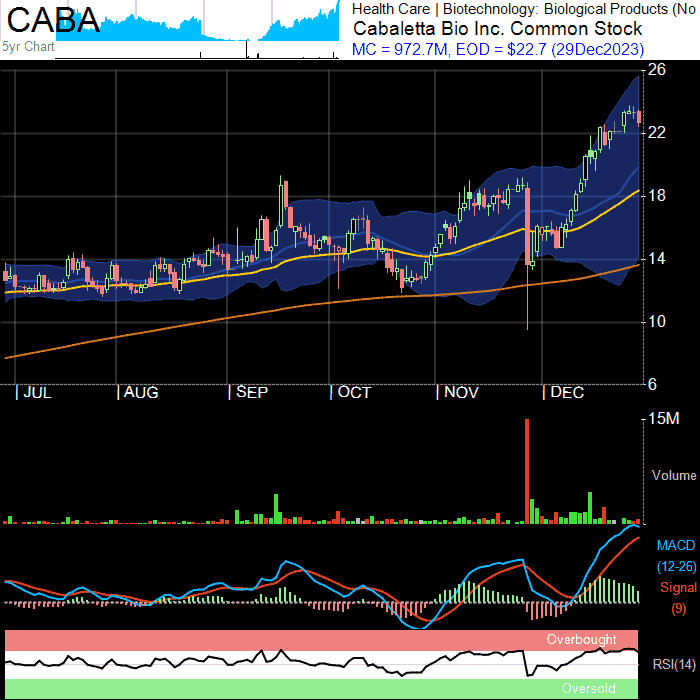 CABA
5yr Chart
Health Care | Biotechnology: Biological Products (No
Cabaletta Bio Inc. Common Stock
MC = 972.7M, EOD = $22.7 (29Dec2023)
26
22
18
14
10
6
| JUL | AUG | SEP | OCT | NOV | DEC
15M
Volume
MACD
(12-26)
Signal
(9)
Overbought
RSI(14)
Oversold